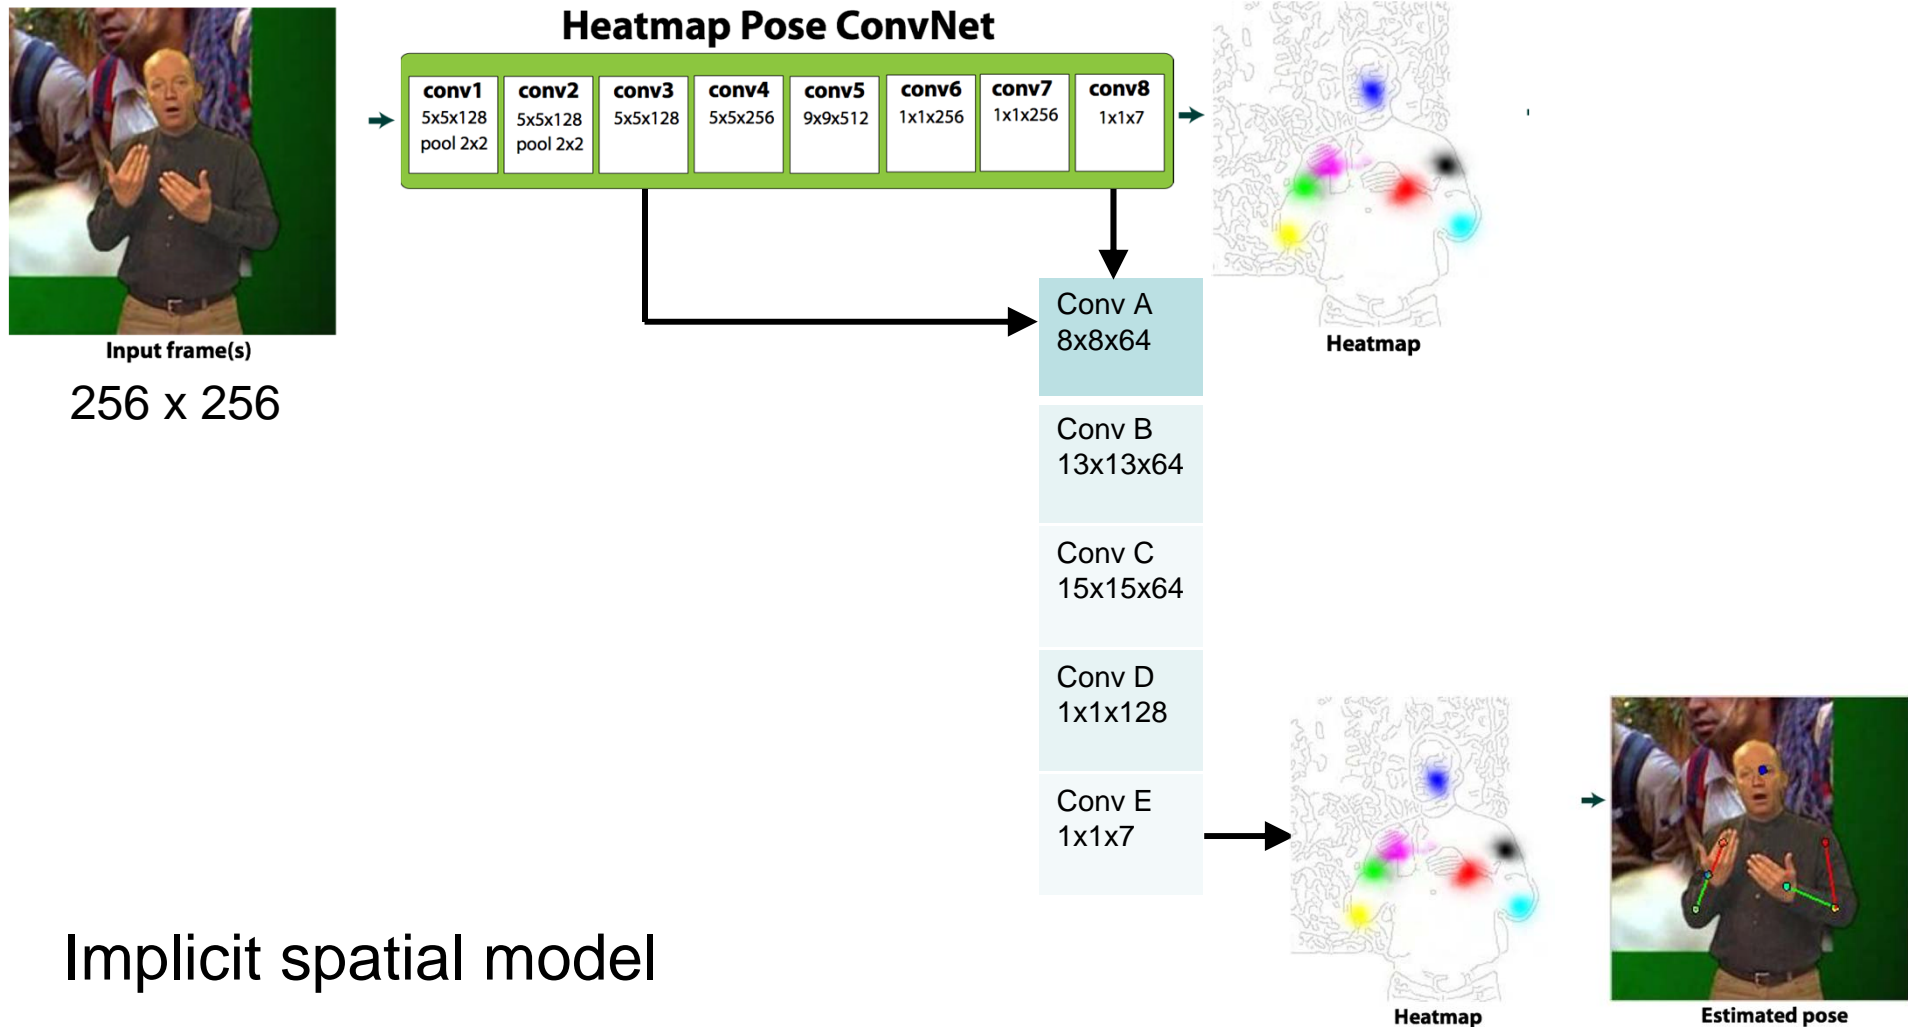 Heatmap Pose ConvNet
conv1
5x5x128
pool 2x2
conv2
5x5x128
pool 2x2
conv3
5x5x128
conv4
5x5x256
conv5
9x9x512
conv6
1x1x256
conv7
1x1x256
conv8
1x1x7
Input frame(s)
256 x 256
Heatmap
Conv A
8x8x64
Conv B
13x13x64
Conv C
15x15x64
Conv D
1x1x128
Conv E
1x1x7
Heatmap
Estimated pose
Implicit spatial model